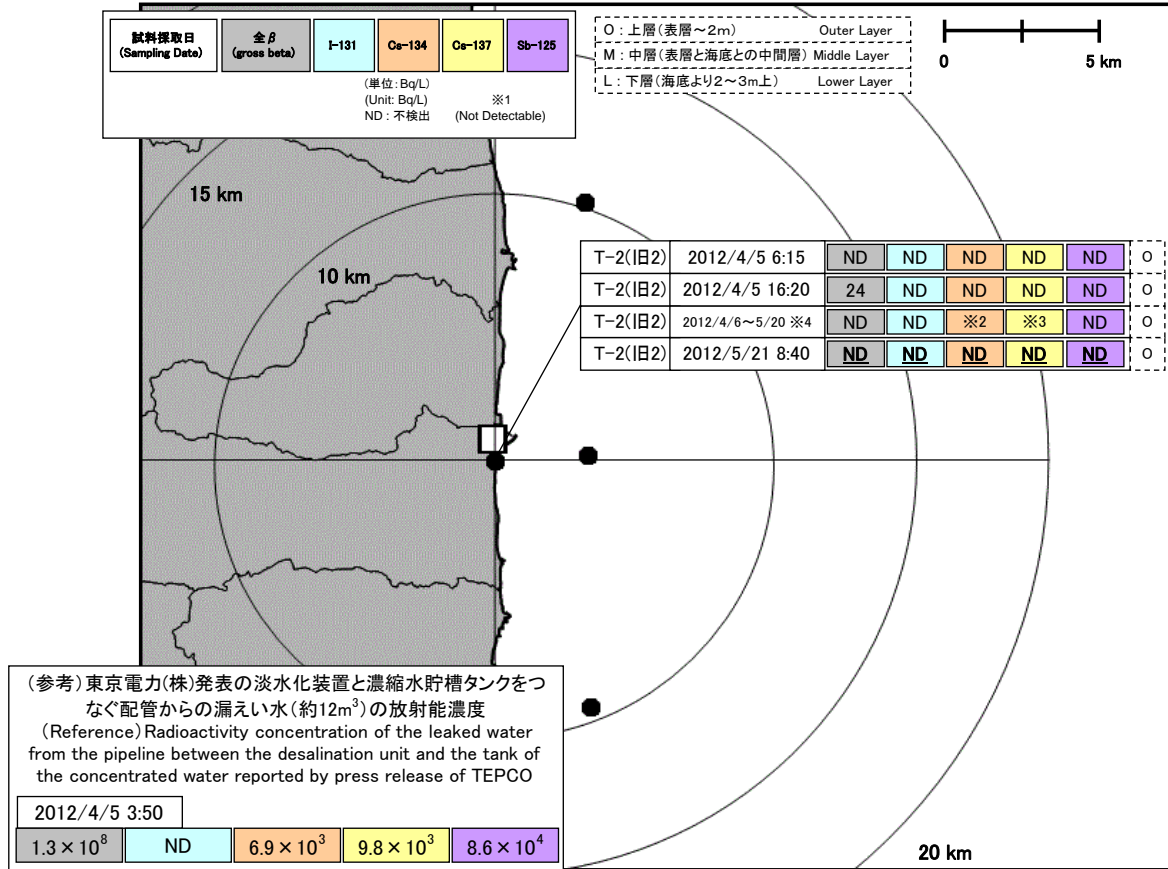 試料採取日
(Sampling Date)
全β
(gross beta)
I-131
Cs-134
Cs-137
Sb-125
(単位：Bq/L)
(Unit: Bq/L)
※1
ND：不検出
(Not Detectable)
O：上層(表層～2m) Outer Layer
M：中層(表層と海底との中間層) Middle Layer
L：下層(海底より2～3m上) Lower Layer
0 5 km
15 km
10 km
T-2(旧2) 2012/4/5 6:15 ND ND ND ND ND O
T-2(旧2) 2012/4/5 16:20 24 ND ND ND ND O
T-2(旧2) 2012/4/6～5/20 ※4 ND ND ※2 ※3 ND O
T-2(旧2) 2012/5/21 8:40 ND ND ND ND ND O
(参考)東京電力(株)発表の淡水化装置と濃縮水貯槽タンクをつ
なぐ配管からの漏えい水(約12m³)の放射能濃度
(Reference)Radioactivity concentration of the leaked water
from the pipeline between the desalination unit and the tank of
the concentrated water reported by press release of TEPCO
2012/4/5 3:50
1.3×10⁸ ND 6.9×10³ 9.8×10³ 8.6×10⁴
20 km